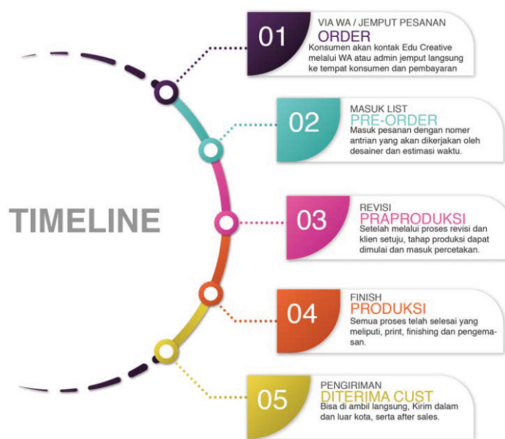 TIMELINE
01
VIA WA / JEMPUT PESANAN
ORDER
Konsumen akan kontak Edu Creative
melalui WA atau admin jemput langsung
ke tempat konsumen dan pembayaran
02
MASUK LIST
PRE-ORDER
Masuk pesanan dengan nomer
antrian yang akan dikerjakan oleh
desainer dan estimasi waktu.
03
REVISI
PRAPRODUKSI
Setelah melalui proses revisi dan
klien setuju, tahap produksi dapat
dimulai dan masuk percetakan.
04
FINISH
PRODUKSI
Semua proses telah selesai yang
meliputi, print, finishing dan pengema-
san.
05
PENGIRIMAN
DITERIMA CUST
Bisa di ambil langsung, Kirim dalam
dan luar kota, serta after sales.